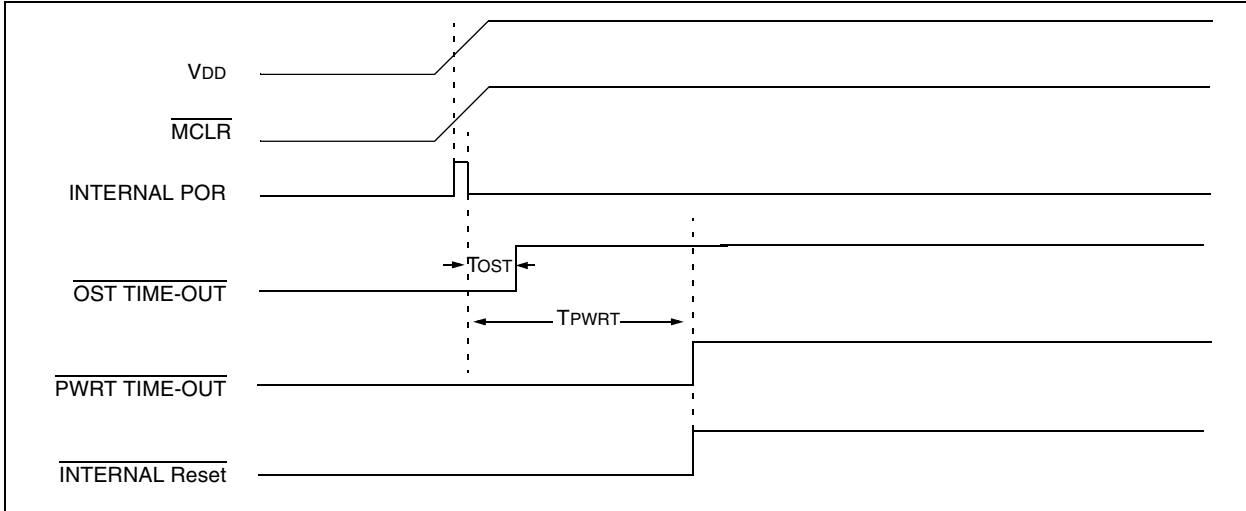 VDD
MCLR
INTERNAL POR
TOST
OST TIME-OUT
TPWRT
PWRT TIME-OUT
INTERNAL Reset